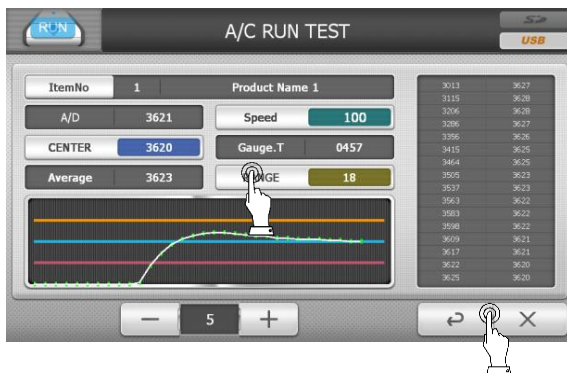 RUN
A/C RUN TEST
SD
USB
ItemNo 1 Product Name 1
A/D 3621 Speed 100
CENTER 3620 Gauge.T 0457
Average 3623 NGE 18
5
3013 3627
3115 3628
3206 3628
3286 3627
3356 3626
3415 3625
3464 3625
3505 3623
3537 3623
3563 3622
3583 3622
3598 3622
3609 3621
3617 3621
3622 3620
3625 3620